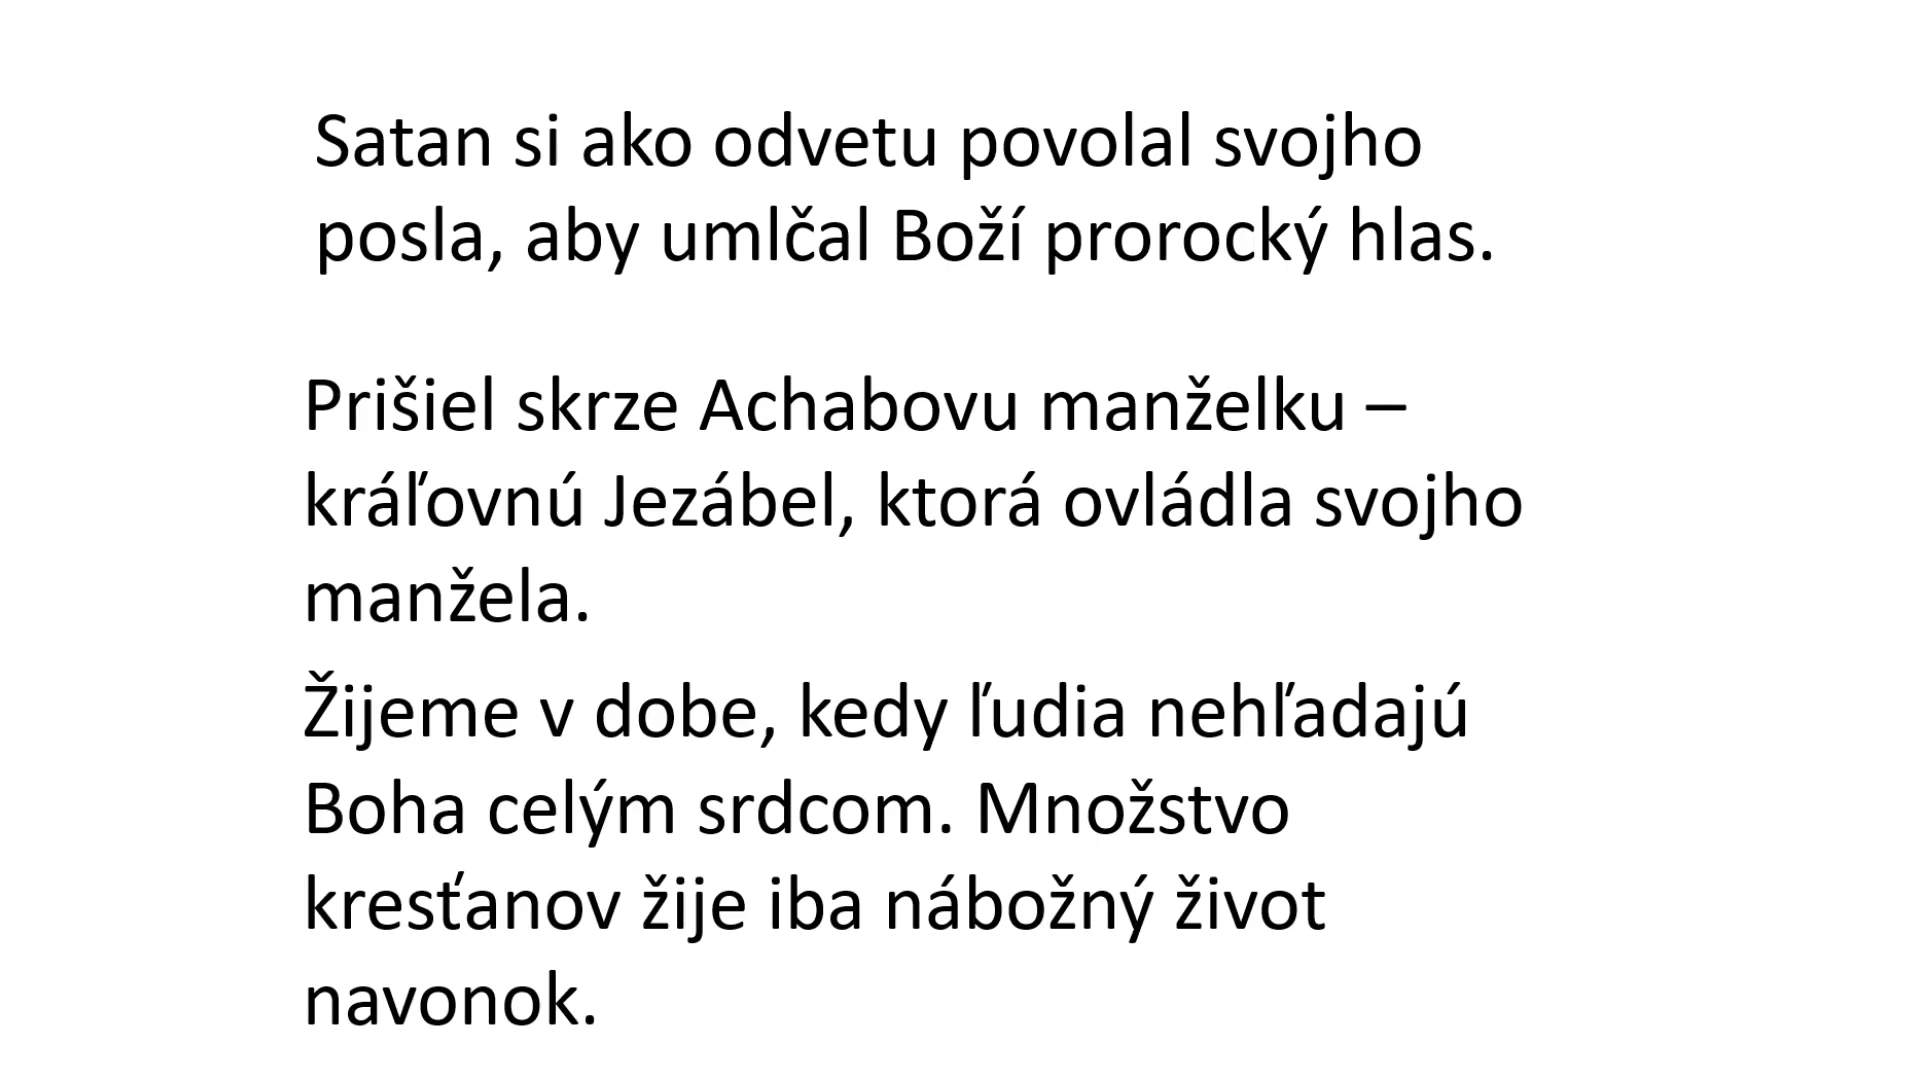 Satan si ako odvetu povolal svojho
posla, aby umlčal Boží prorocký hlas.
Prišiel skrze Achabovu manželku –
kráľovnú Jezábel, ktorá ovládla svojho
manžela.
Žijeme v dobe, kedy ľudia nehľadajú
Boha celým srdcom. Množstvo
kresťanov žije iba nábožný život
navonok.